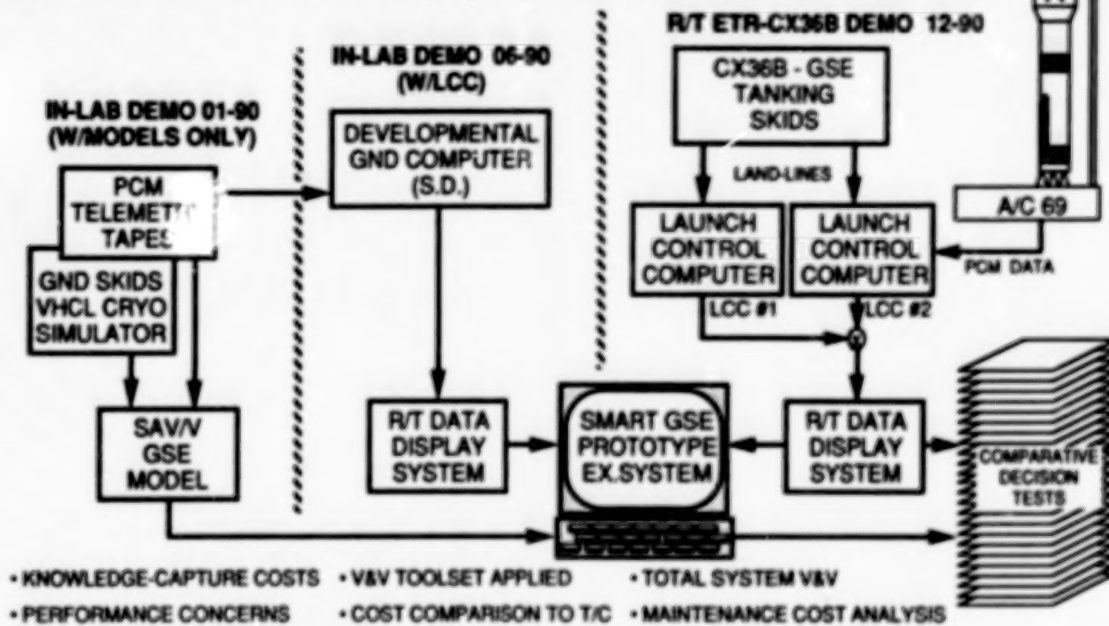 R/T ETR-CX36B DEMO 12-90
IN-LAB DEMO 06-90
(W/LCC)
IN-LAB DEMO 01-90
(W/MODELS ONLY)
CX36B - GSE
TANKING
SKIDS
DEVELOPMENTAL
GND COMPUTER
(S.D.)
PCM
TAPES
LAND-LINES
A/C 69
LAUNCH
CONTROL
COMPUTER
LAUNCH
CONTROL
COMPUTER
PCM DATA
GND SKIDS
VHCL CRYO
SIMULATOR
LCC #1
LCC #2
SAV/V
GSE
MODEL
R/T DATA
DISPLAY
SYSTEM
SMART GSE
PROTOTYPE
EX.SYSTEM
R/T DATA
DISPLAY
SYSTEM
COMPARATIVE
DECISION
TESTS
• KNOWLEDGE-CAPTURE COSTS • V&V TOOLSET APPLIED • TOTAL SYSTEM V&V
• PERFORMANCE CONCERNS • COST COMPARISON TO T/C • MAINTENANCE COST ANALYSIS